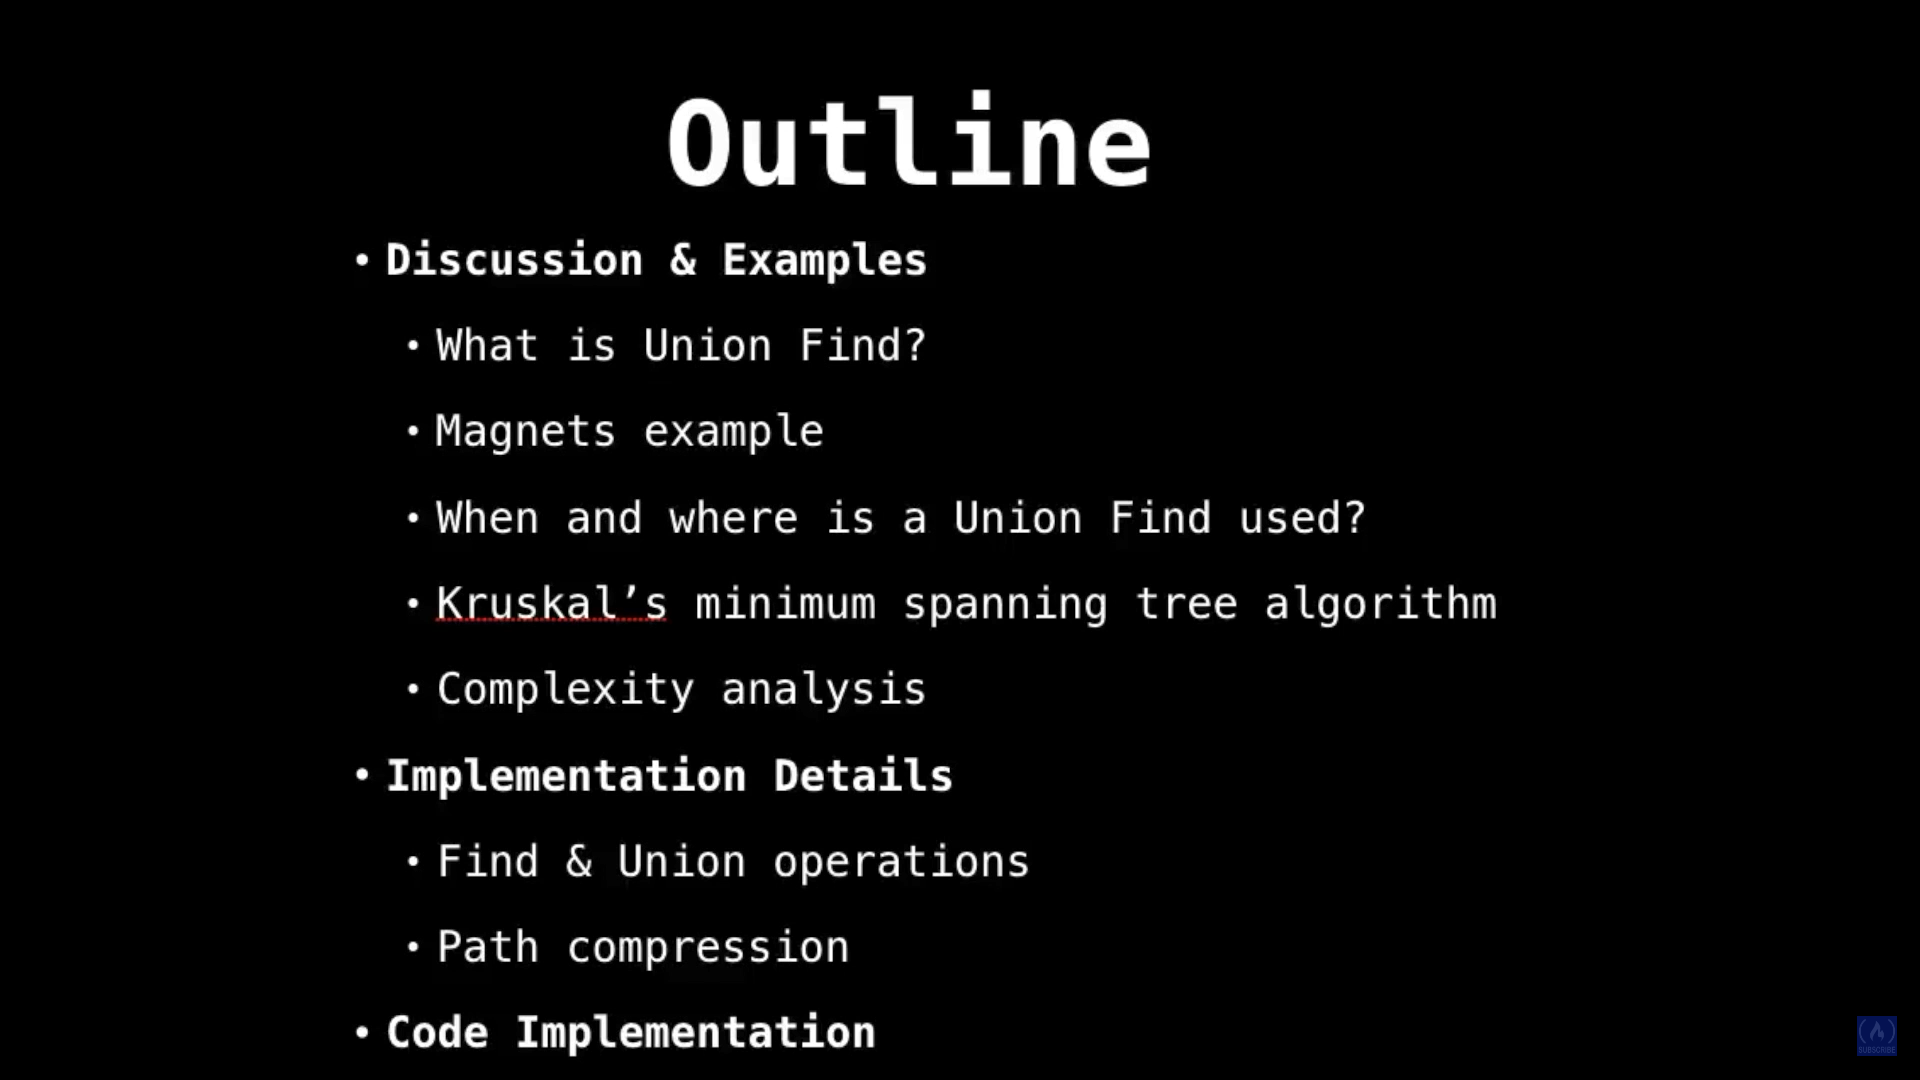 Outline
• Discussion & Examples
• What is Union Find?
• Magnets example
• When and where is a Union Find used?
• Kruskal’s minimum spanning tree algorithm
• Complexity analysis
• Implementation Details
• Find & Union operations
• Path compression
• Code Implementation
SUBSCRIBE